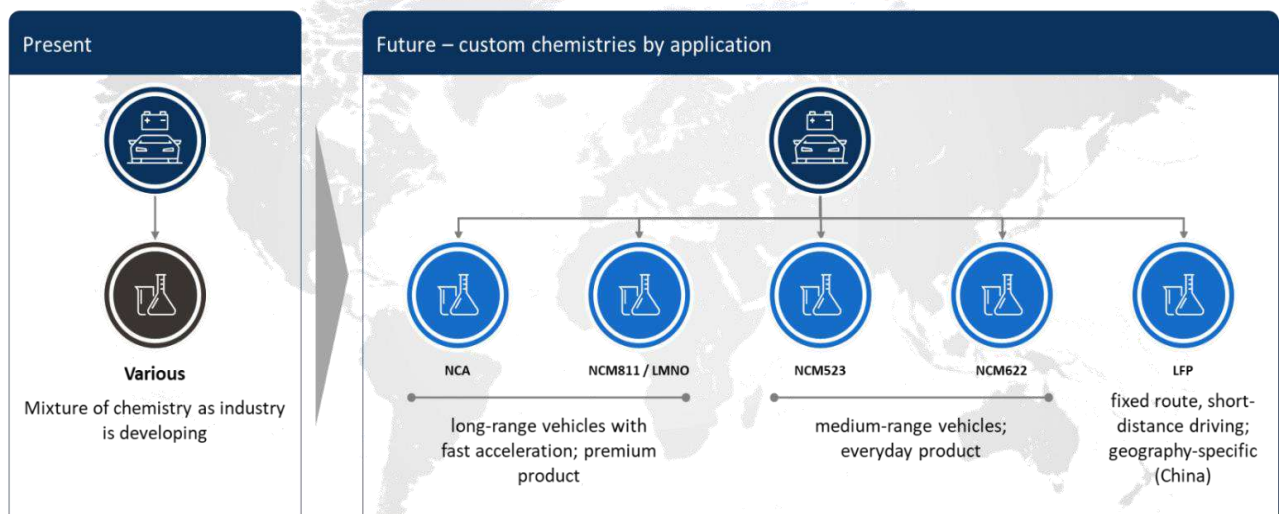 Present
Future – custom chemistries by application
Various
Mixture of chemistry as industry
is developing
NCA
NCM811 / LMNO
NCM523
NCM622
LFP
long-range vehicles with
fast acceleration; premium
product
medium-range vehicles;
everyday product
fixed route, short-
distance driving;
geography-specific
(China)